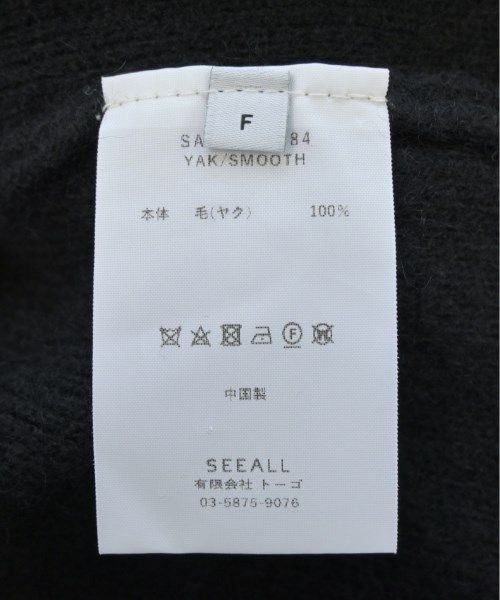 F
YAK/SMOOTH
本体 毛(ヤク) 100%
中国製
SEEALL
有限会社 トーゴ
03-5875-9076